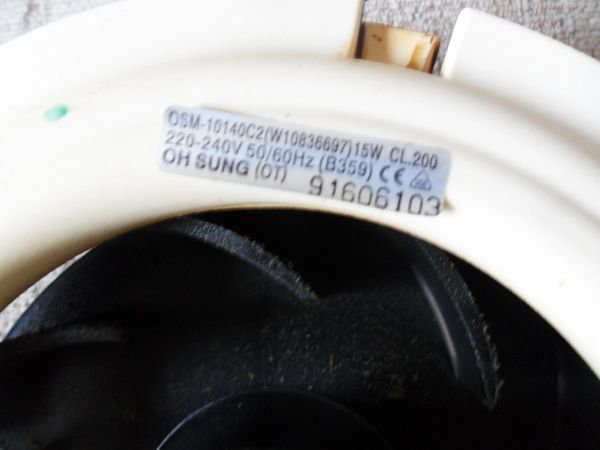 OSM-10140C2(W10836697)15W CL.200
220-240V 50/60Hz (B359) CE
OH SUNG (OT) 91606103